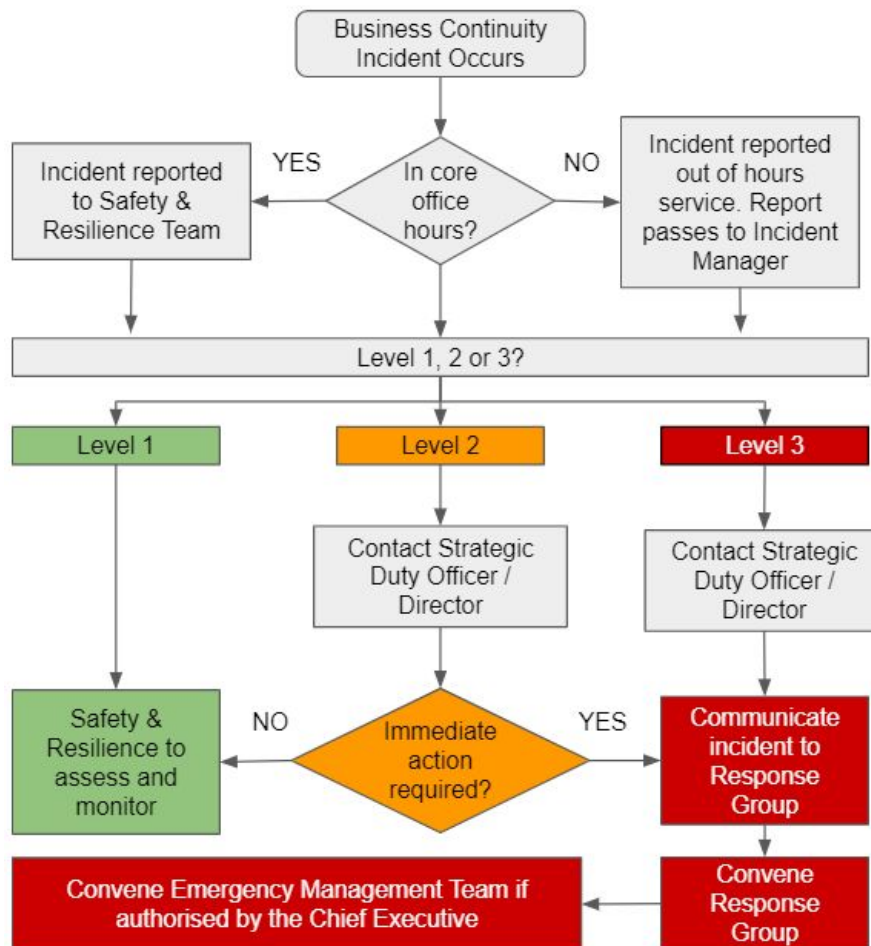 Business Continuity
Incident Occurs
YES
NO
Incident reported
to Safety &
Resilience Team
In core
office
hours?
Incident reported
out of hours
service. Report
passes to Incident
Manager
Level 1, 2 or 3?
Level 1
Level 2
Level 3
Contact Strategic
Duty Officer /
Director
Contact Strategic
Duty Officer /
Director
Safety &
Resilience to
assess and
monitor
NO
Immediate
action
required?
YES
Communicate
incident to
Response
Group
Convene Emergency Management Team if
authorised by the Chief Executive
Convene
Response
Group